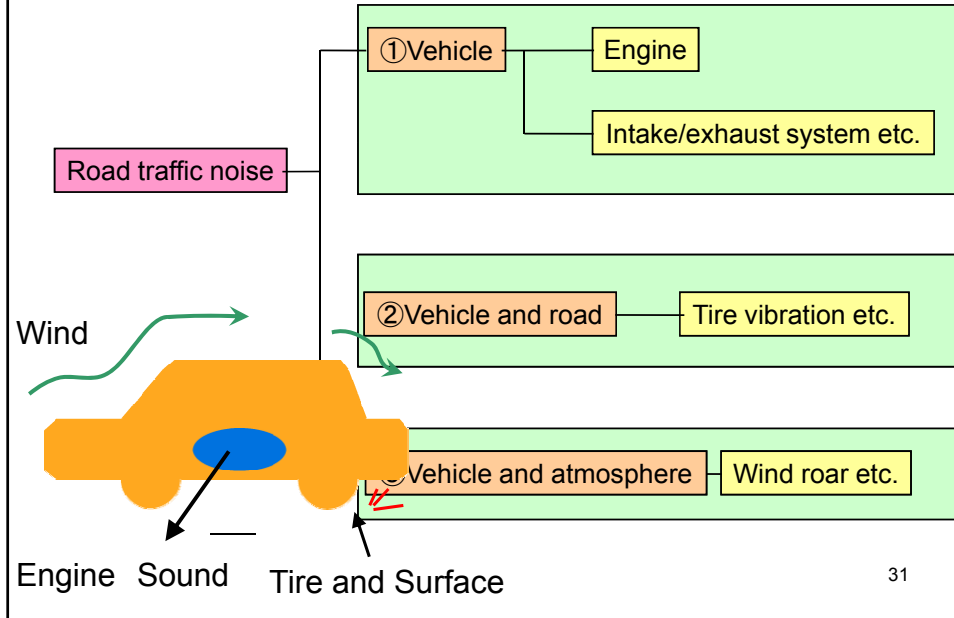 ①Vehicle
Engine
Intake/exhaust system etc.
Road traffic noise
②Vehicle and road
Tire vibration etc.
Wind
Vehicle and atmosphere
Wind roar etc.
Engine Sound
Tire and Surface
31